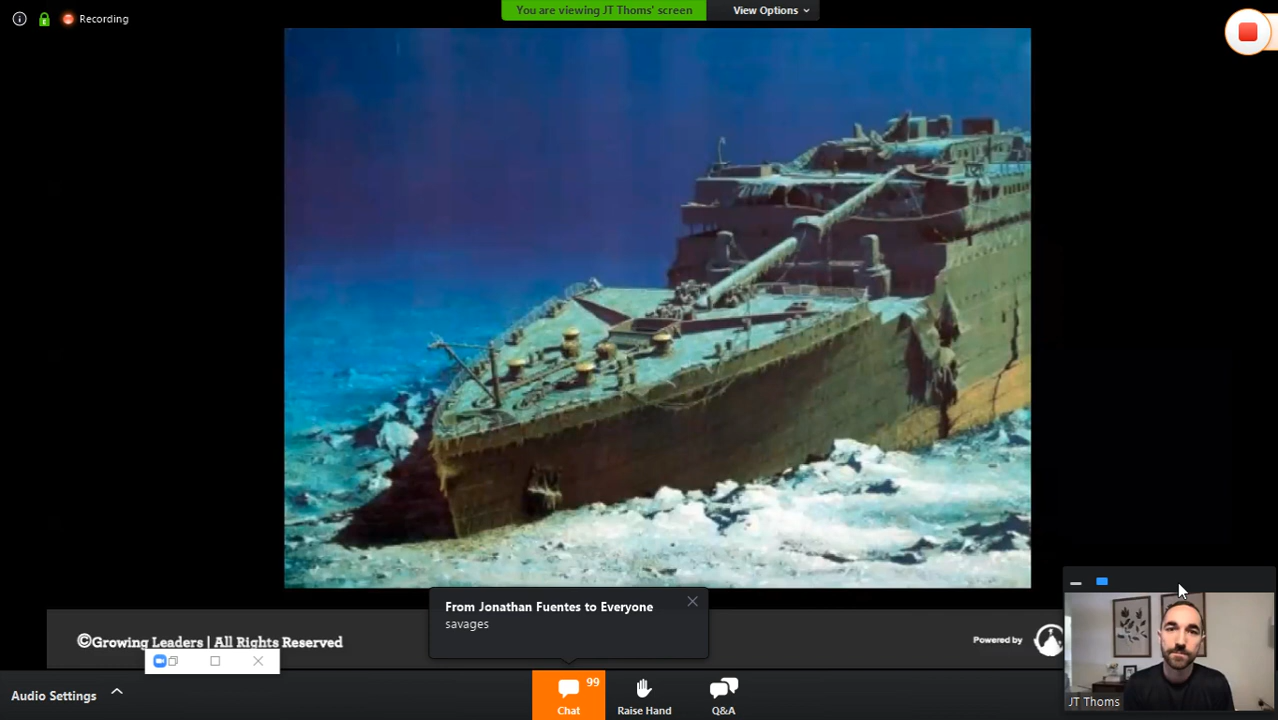 Recording
You are viewing JT Thoms' screen
View Options
©Growing Leaders | All Rights Reserved
Powered by
From Jonathan Fuentes to Everyone
savages
JT Thoms
Audio Settings
99
Chat
Raise Hand
Q&A